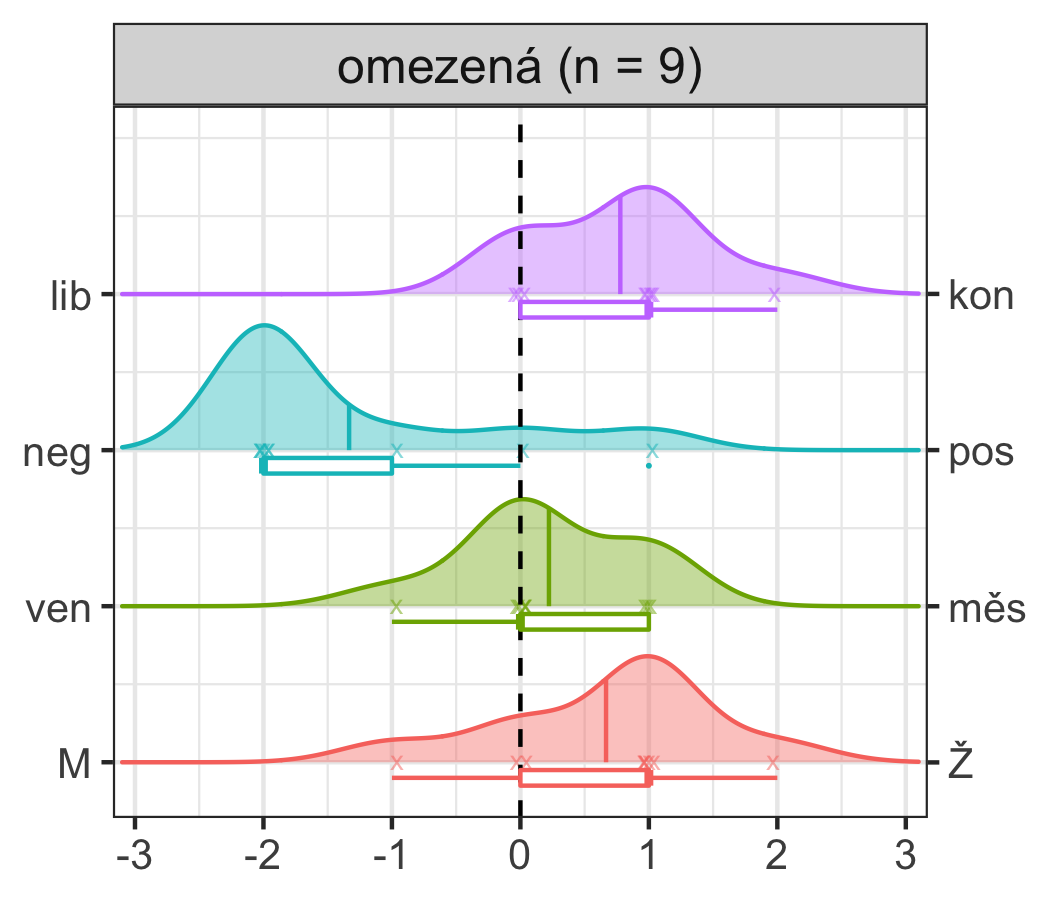 omezená (n = 9)
lib kon
neg pos
ven měs
M Ž
-3 -2 -1 0 1 2 3